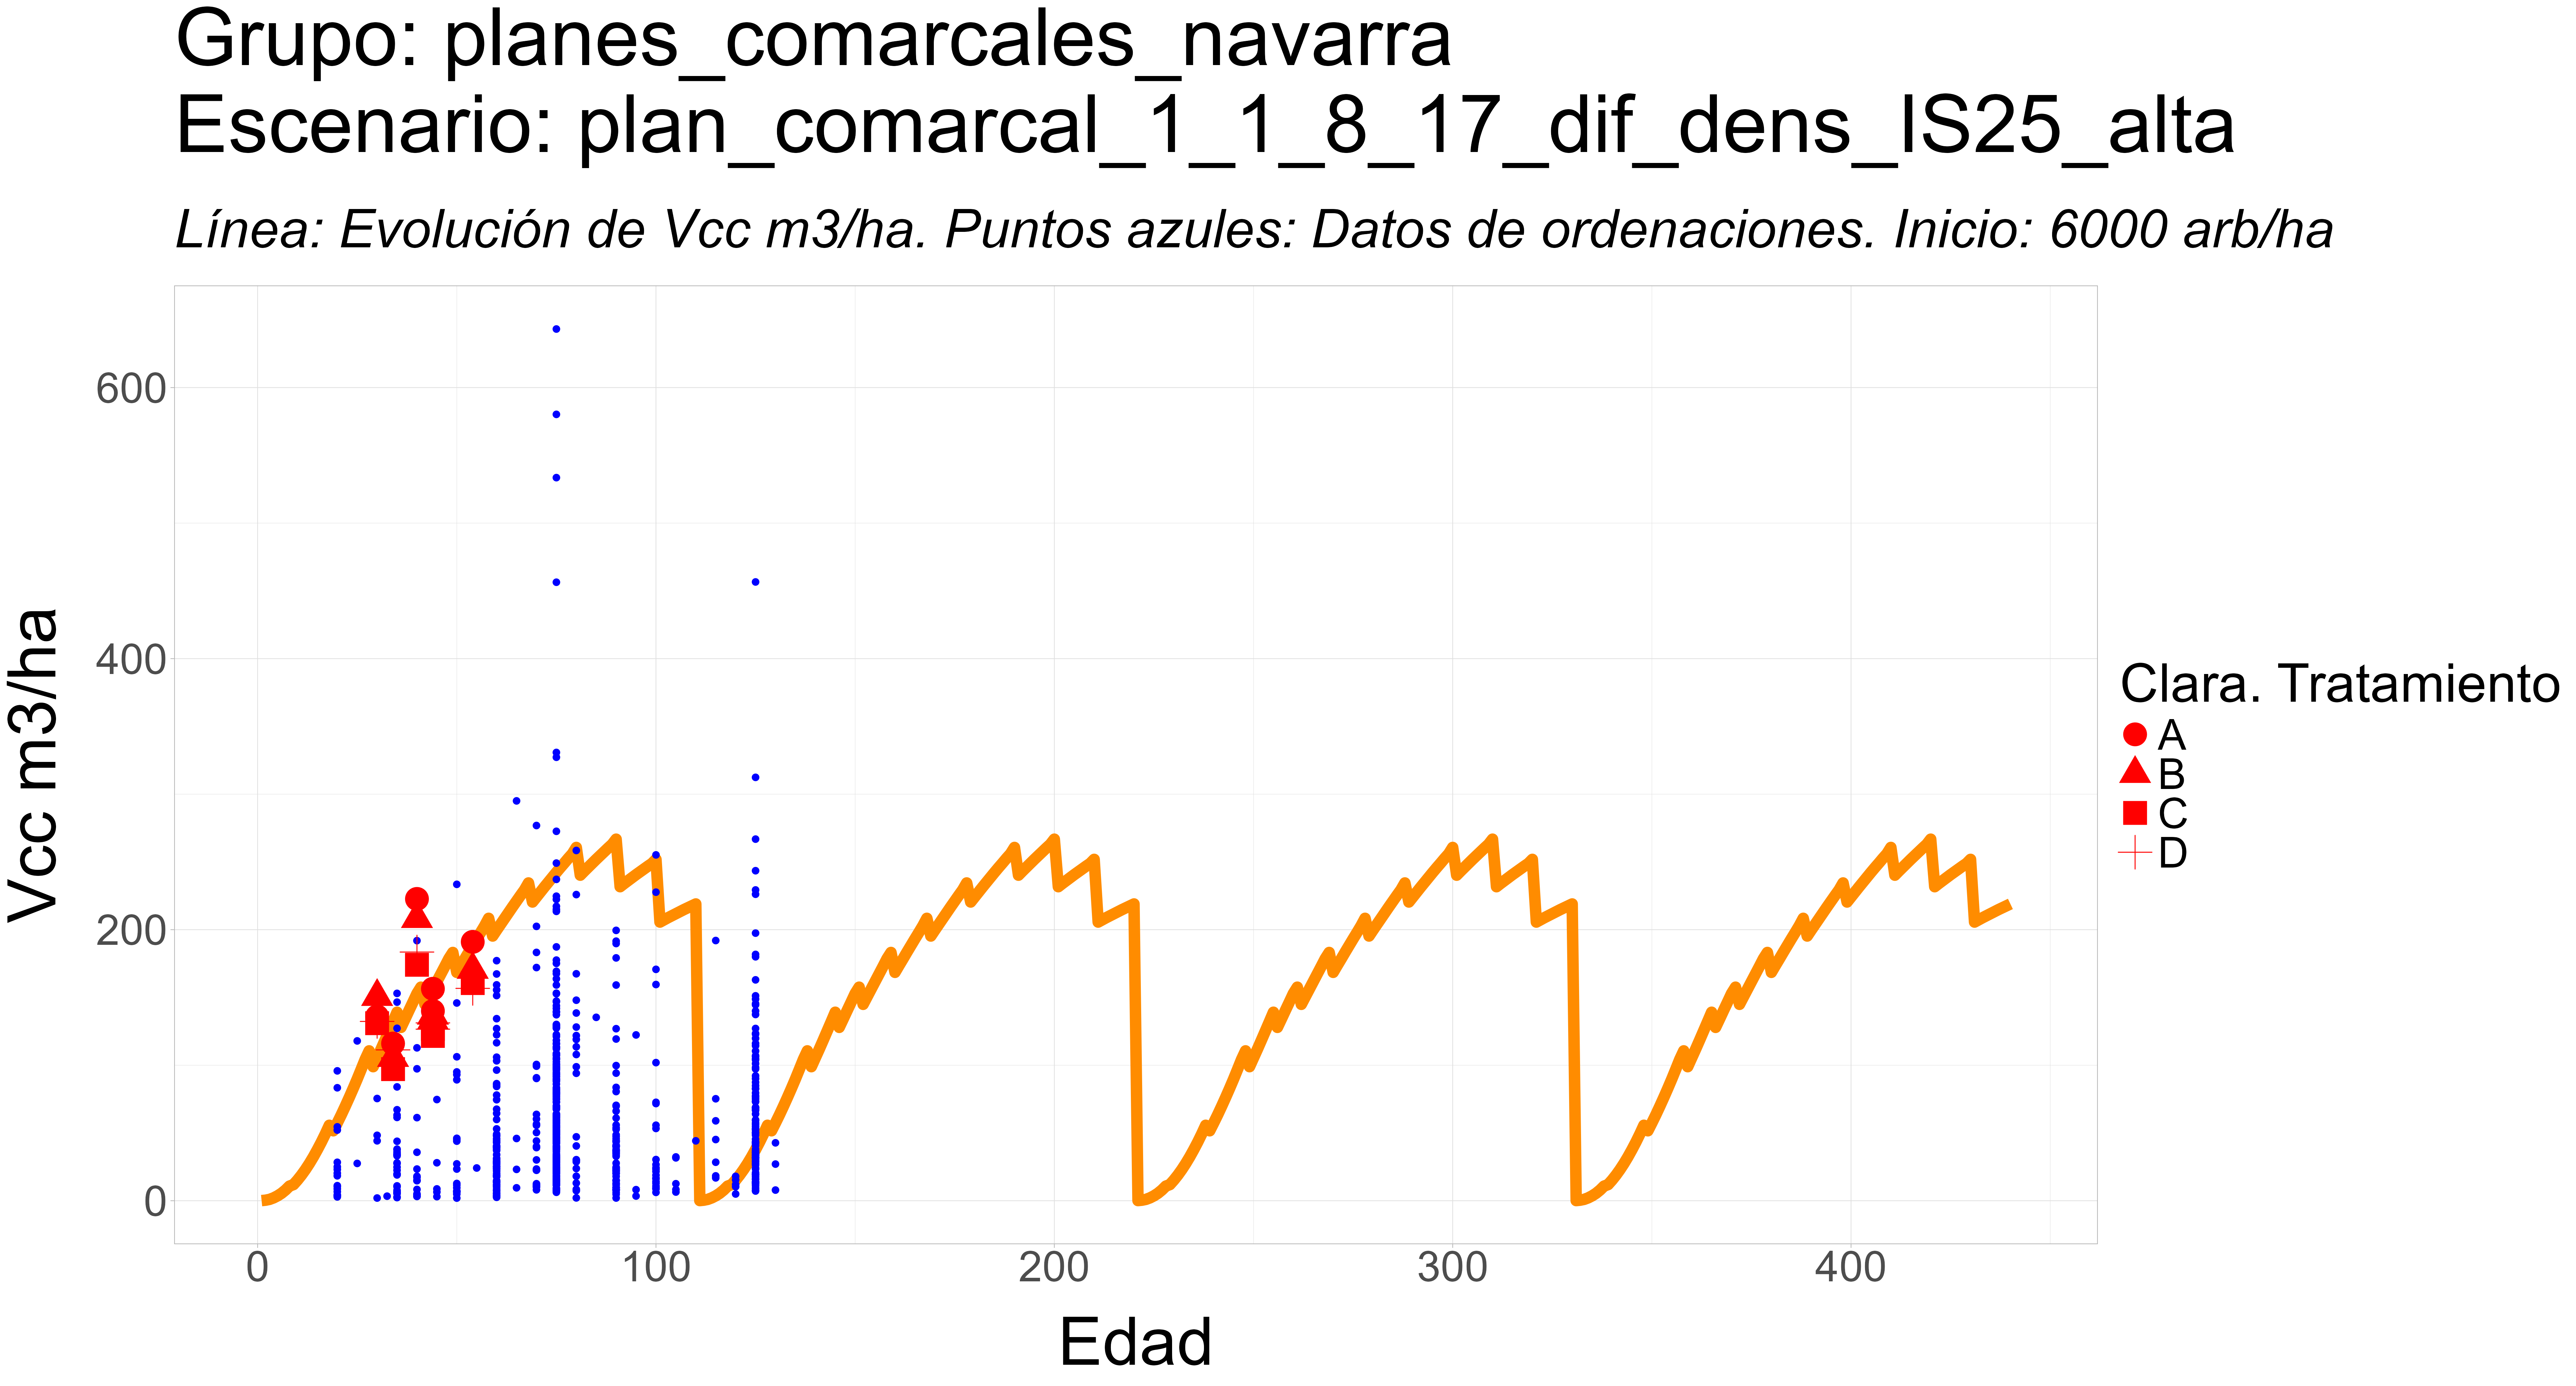 Grupo: planes_comarcales_navarra
Escenario: plan_comarcal_1_1_8_17_dif_dens_IS25_alta
Línea: Evolución de Vcc m3/ha. Puntos azules: Datos de ordenaciones. Inicio: 6000 arb/ha
Vcc m3/ha
600
400
200
0
0 100 200 300 400
Edad
Clara. Tratamiento
A
B
C
D